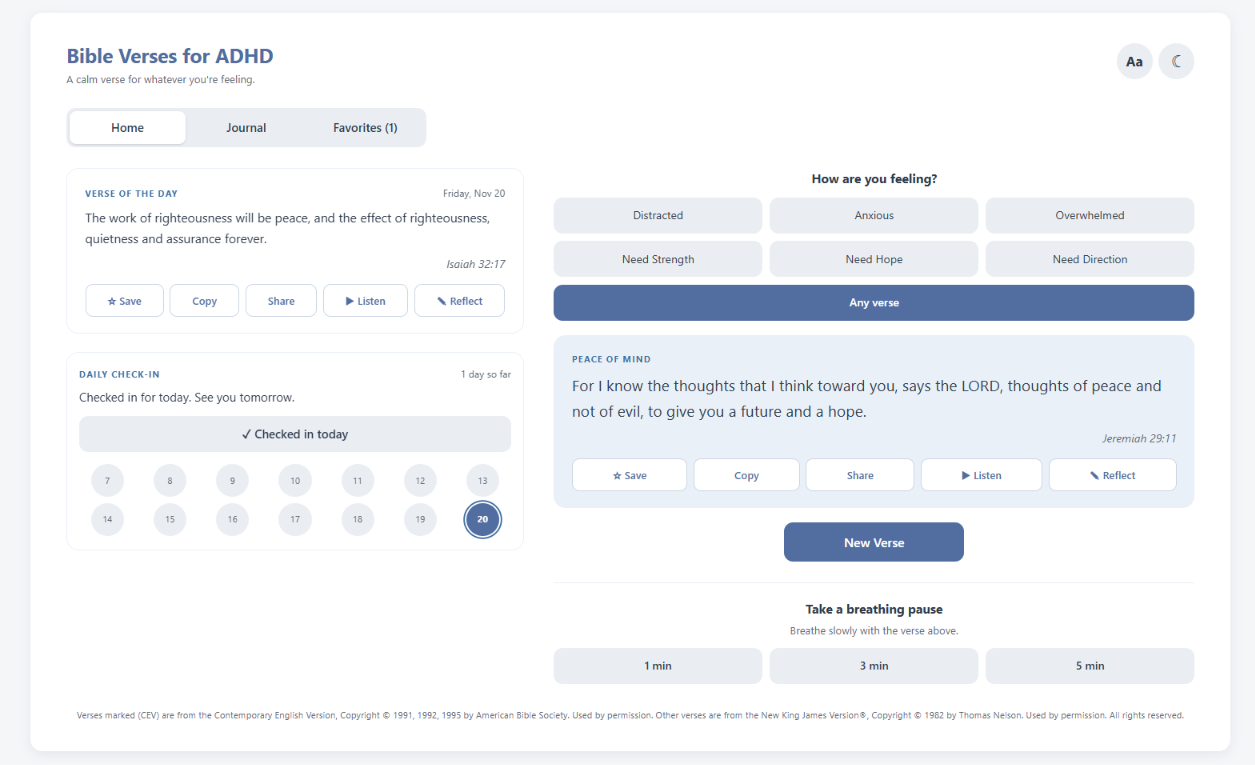 Bible Verses for ADHD
A calm verse for whatever you're feeling.
Aa
☾
Home
Journal
Favorites (1)
VERSE OF THE DAY
Friday, Nov 20
The work of righteousness will be peace, and the effect of righteousness,
quietness and assurance forever.
Isaiah 32:17
☆ Save
Copy
Share
▶ Listen
✎ Reflect
DAILY CHECK-IN
1 day so far
Checked in for today. See you tomorrow.
✓ Checked in today
7 8 9 10 11 12 13
14 15 16 17 18 19 20
How are you feeling?
Distracted
Anxious
Overwhelmed
Need Strength
Need Hope
Need Direction
Any verse
PEACE OF MIND
For I know the thoughts that I think toward you, says the LORD, thoughts of peace and
not of evil, to give you a future and a hope.
Jeremiah 29:11
☆ Save
Copy
Share
▶ Listen
✎ Reflect
New Verse
Take a breathing pause
Breathe slowly with the verse above.
1 min
3 min
5 min
Verses marked (CEV) are from the Contemporary English Version, Copyright © 1991, 1992, 1995 by American Bible Society. Used by permission. Other verses are from the New King James Version®, Copyright © 1982 by Thomas Nelson. Used by permission. All rights reserved.